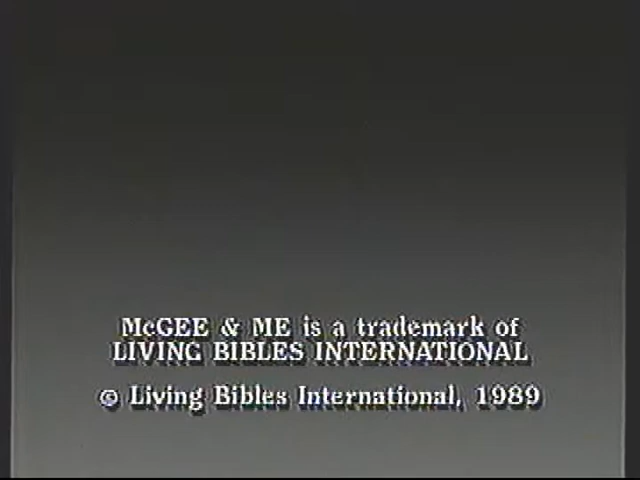 McGEE & ME is a trademark of
LIVING BIBLES INTERNATIONAL
© Living Bibles International, 1989